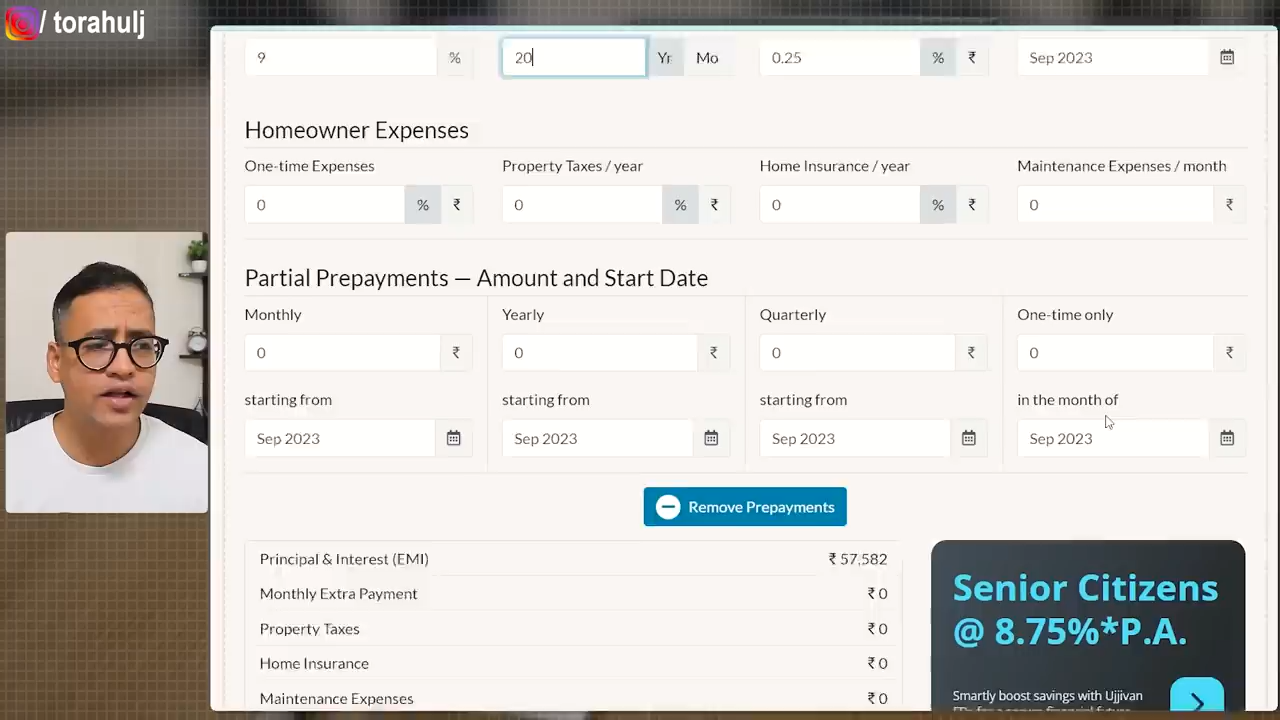 / torahulj
9 %
20 Yr Mo
0.25 % ₹
Sep 2023
Homeowner Expenses
One-time Expenses
Property Taxes / year
Home Insurance / year
Maintenance Expenses / month
0 % ₹
0 % ₹
0 % ₹
0 ₹
Partial Prepayments — Amount and Start Date
Monthly
Yearly
Quarterly
One-time only
0 ₹
0 ₹
0 ₹
0 ₹
starting from
starting from
starting from
in the month of
Sep 2023
Sep 2023
Sep 2023
Sep 2023
Remove Prepayments
Principal & Interest (EMI) ₹ 57,582
Monthly Extra Payment ₹ 0
Property Taxes ₹ 0
Home Insurance ₹ 0
Maintenance Expenses ₹ 0
Senior Citizens
@ 8.75%*P.A.
Smartly boost savings with Ujjivan